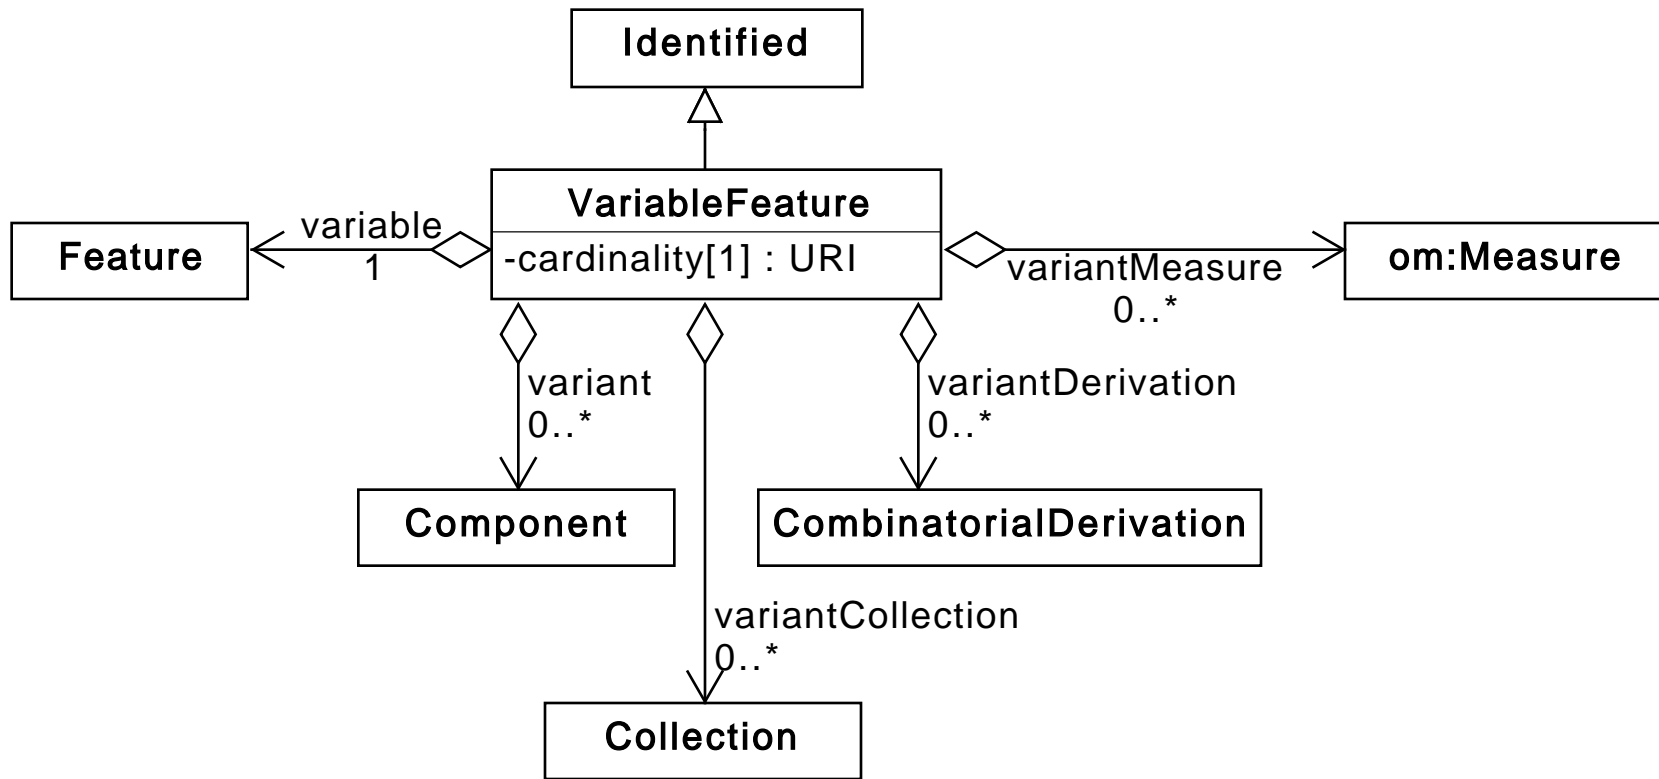 Identified
VariableFeature
-cardinality[1] : URI
variable
1
Feature
variantMeasure
0..*
om:Measure
variant
0..*
variantDerivation
0..*
Component
CombinatorialDerivation
variantCollection
0..*
Collection